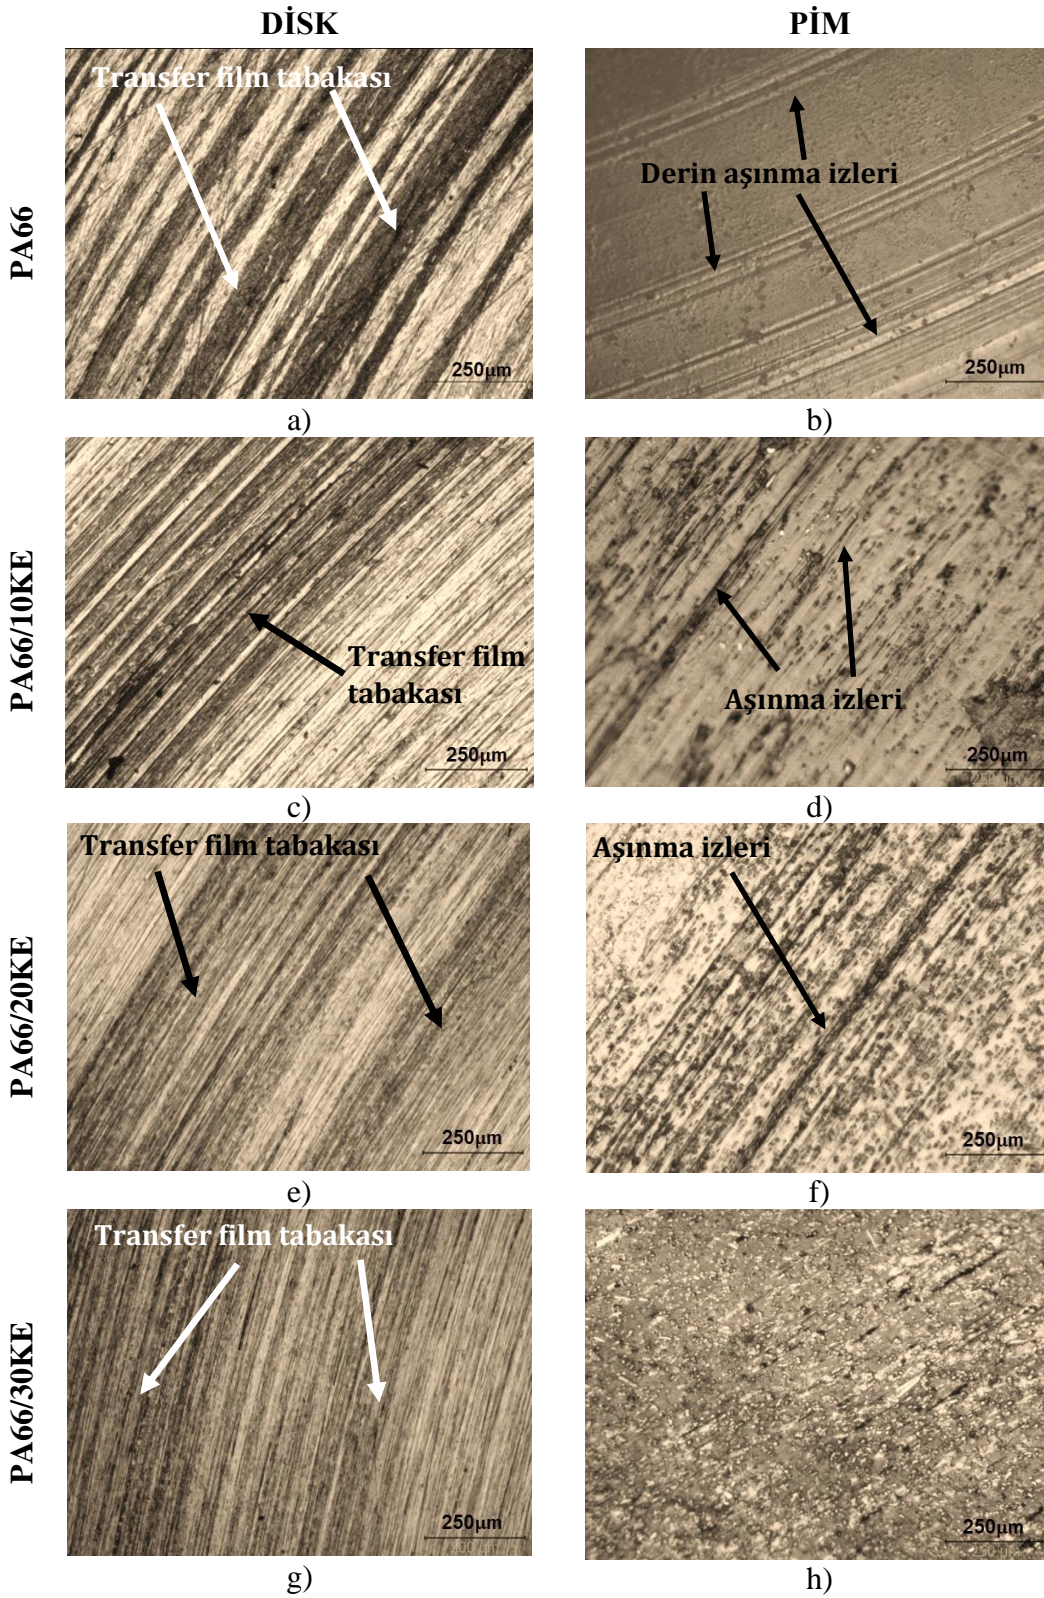 DİSK
PİM
PA66
Transfer film tabakası
250µm
Derin aşınma izleri
250µm
a)
b)
PA66/10KE
Transfer film
tabakası
250µm
Aşınma izleri
250µm
c)
d)
PA66/20KE
Transfer film tabakası
250µm
Aşınma izleri
250µm
e)
f)
PA66/30KE
Transfer film tabakası
250µm
250µm
g)
h)